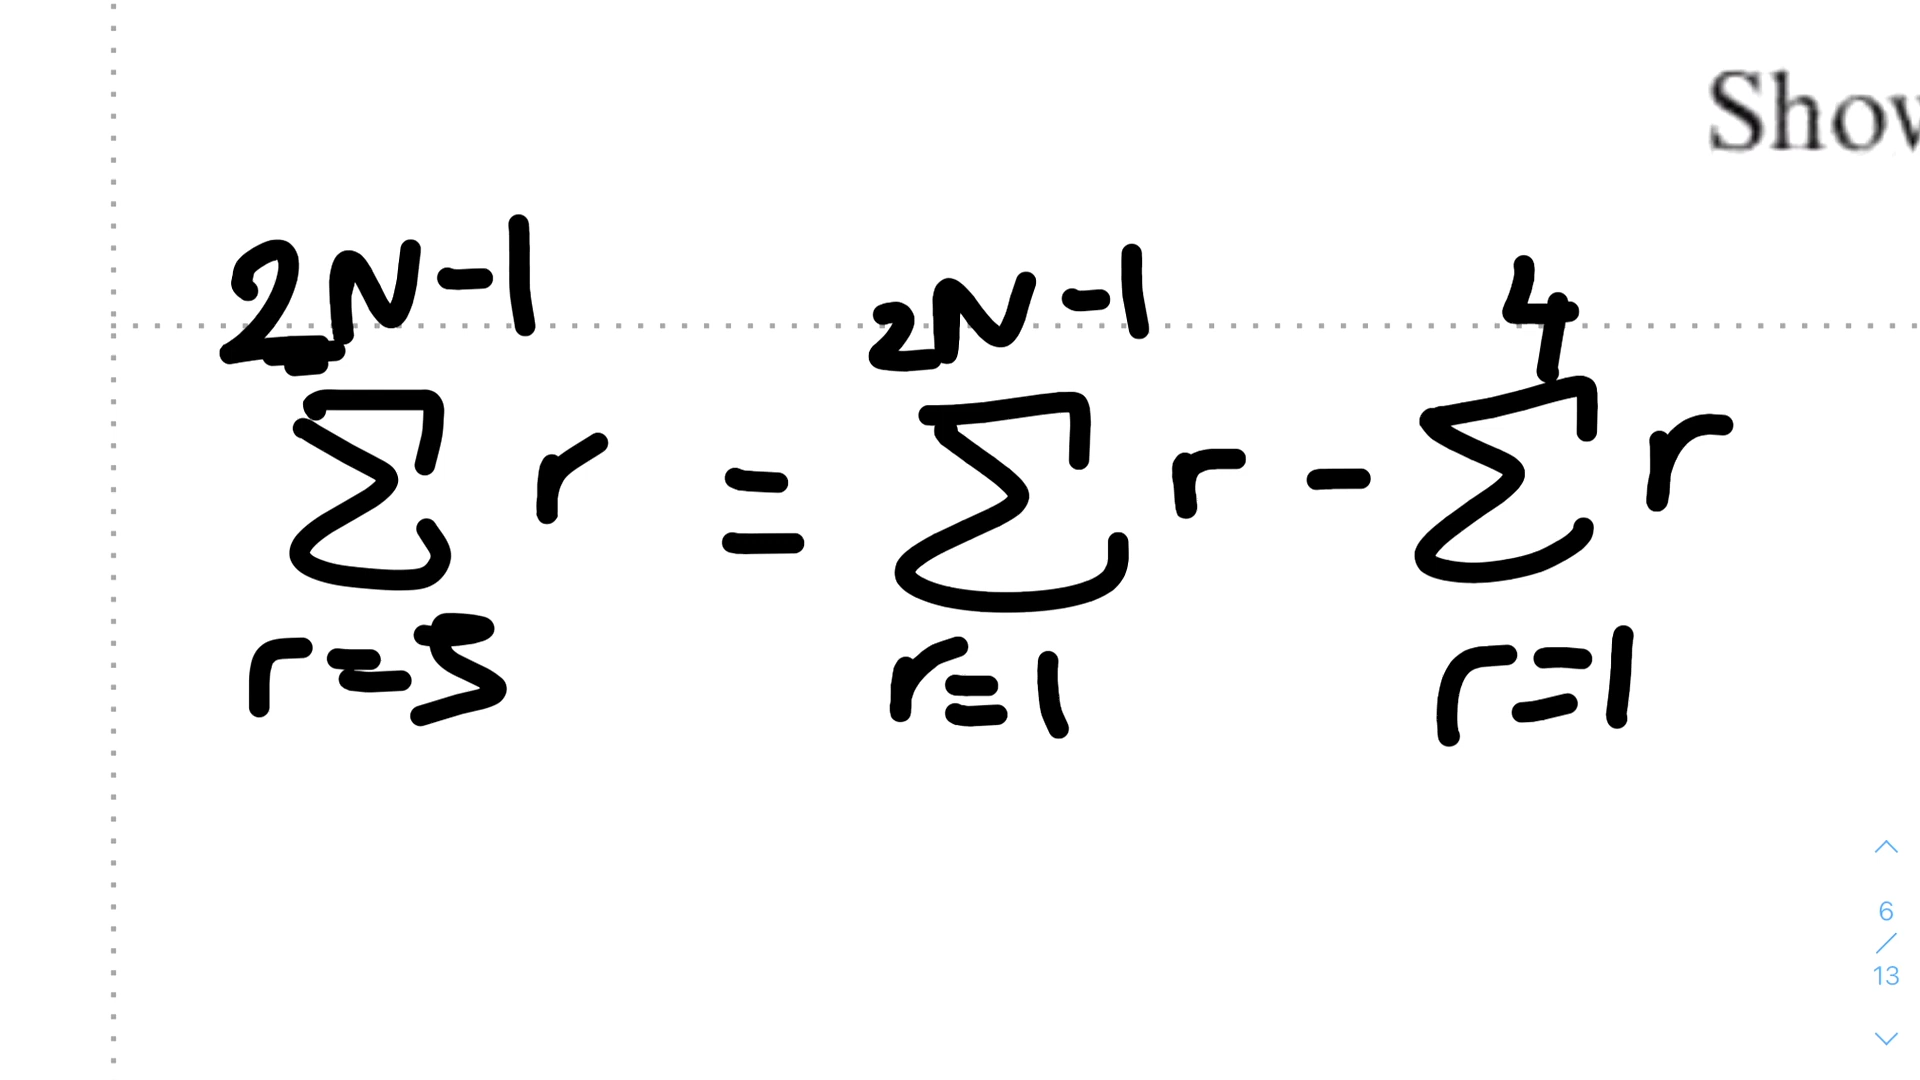 Show
2N-1 2N-1 4
∑ r = ∑ r - ∑ r
r=5 r=1 r=1
6
/
13